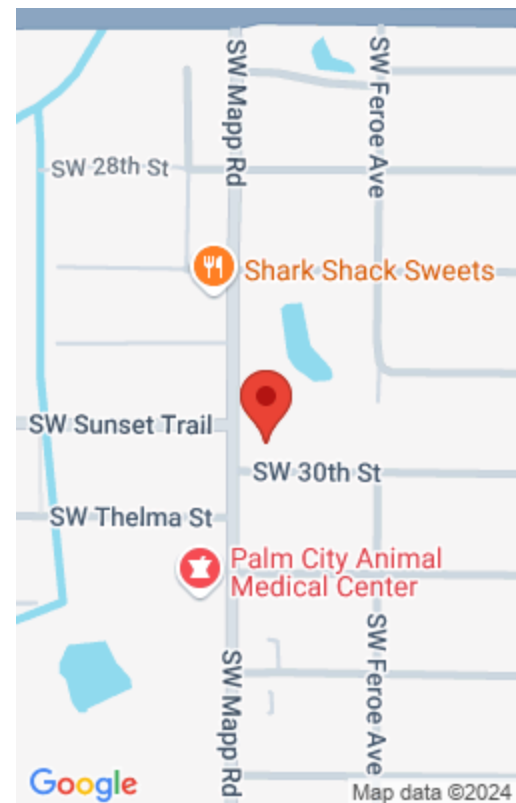 SW Mapp Rd
SW Feroe Ave
SW 28th St
Shark Shack Sweets
SW Sunset Trail
SW 30th St
SW Thelma St
Palm City Animal
Medical Center
SW Mapp Rd
SW Feroe Ave
Google
Map data ©2024